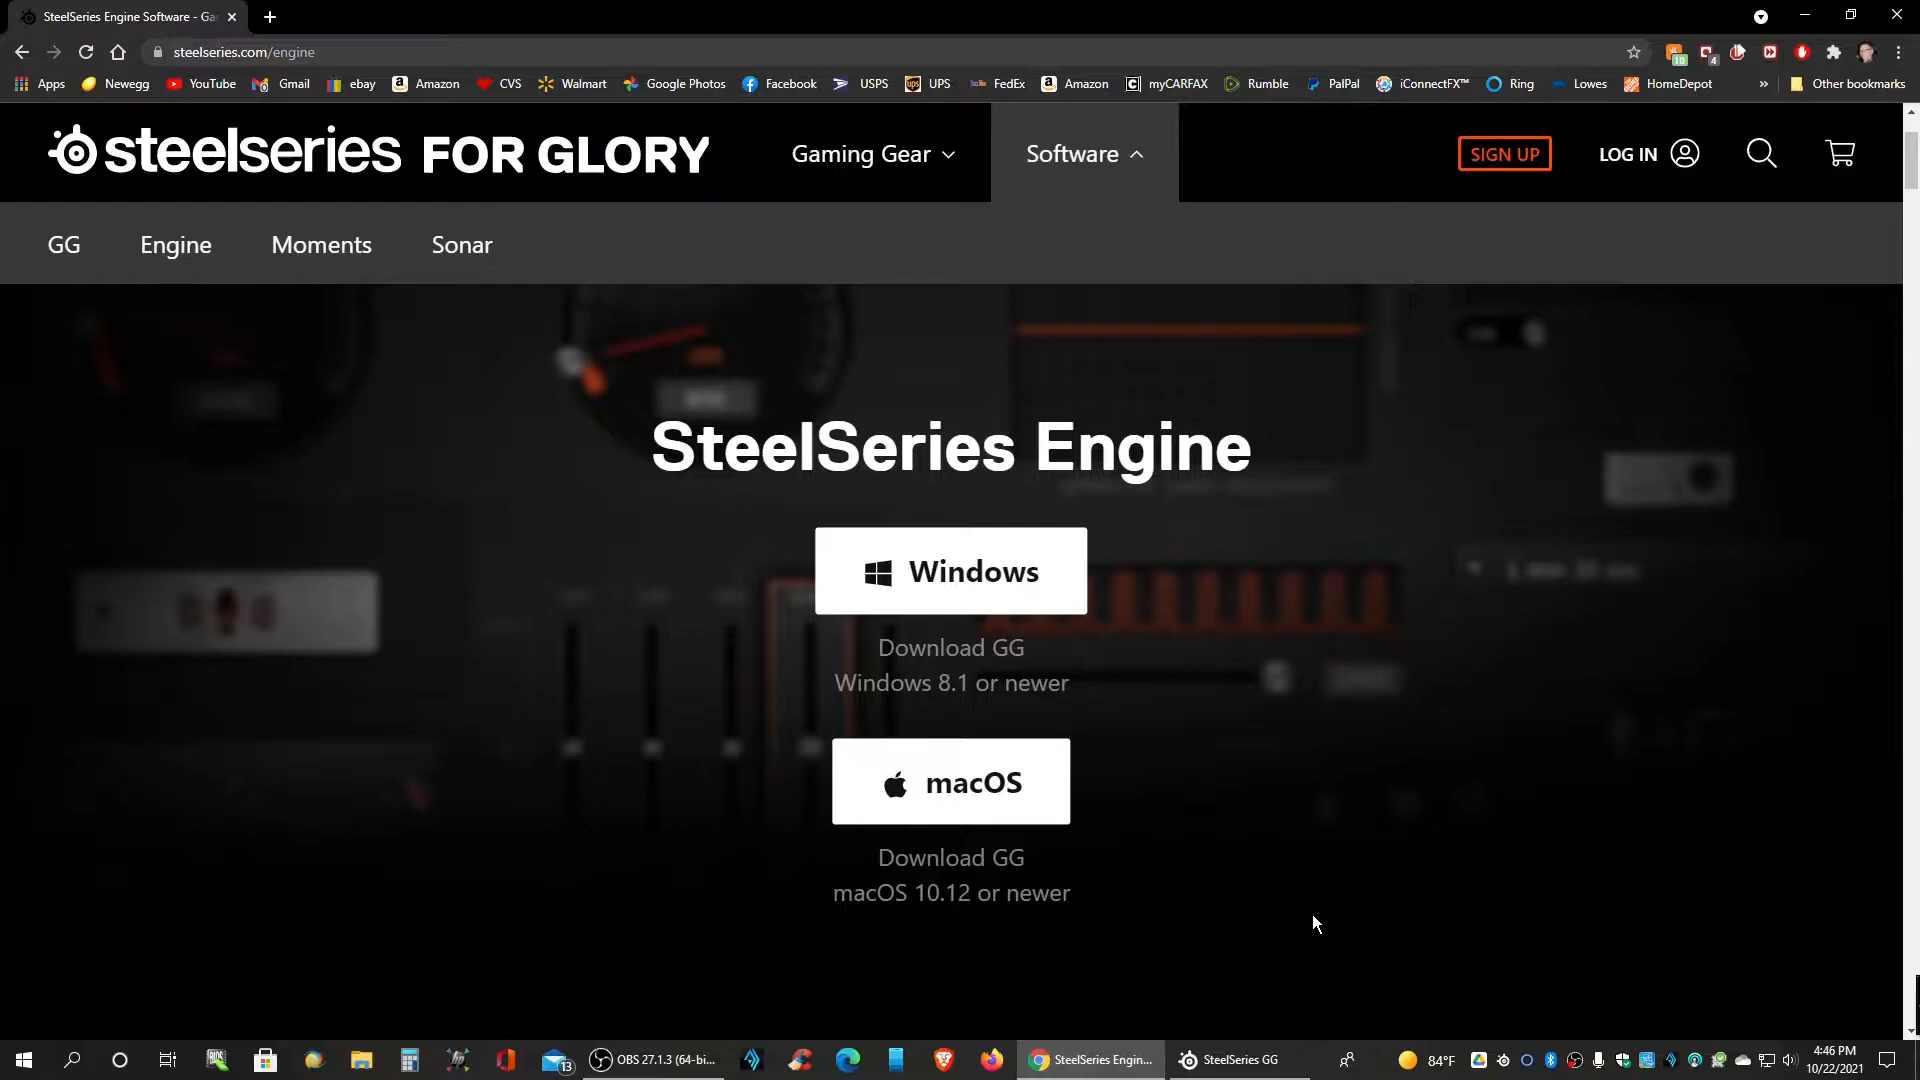 SteelSeries Engine Software - Ga
steelseries.com/engine
10
4
Apps Newegg YouTube Gmail ebay Amazon CVS Walmart Google Photos Facebook USPS UPS FedEx Amazon myCARFAX Rumble PalPal iConnectFX™ Ring Lowes HomeDepot » Other bookmarks
steelseries FOR GLORY Gaming Gear Software SIGN UP LOG IN
GG Engine Moments Sonar
SteelSeries Engine
Windows
Download GG
Windows 8.1 or newer
macOS
Download GG
macOS 10.12 or newer
13 OBS 27.1.3 (64-bi... SteelSeries Engin... SteelSeries GG 84°F 4:46 PM
10/22/2021